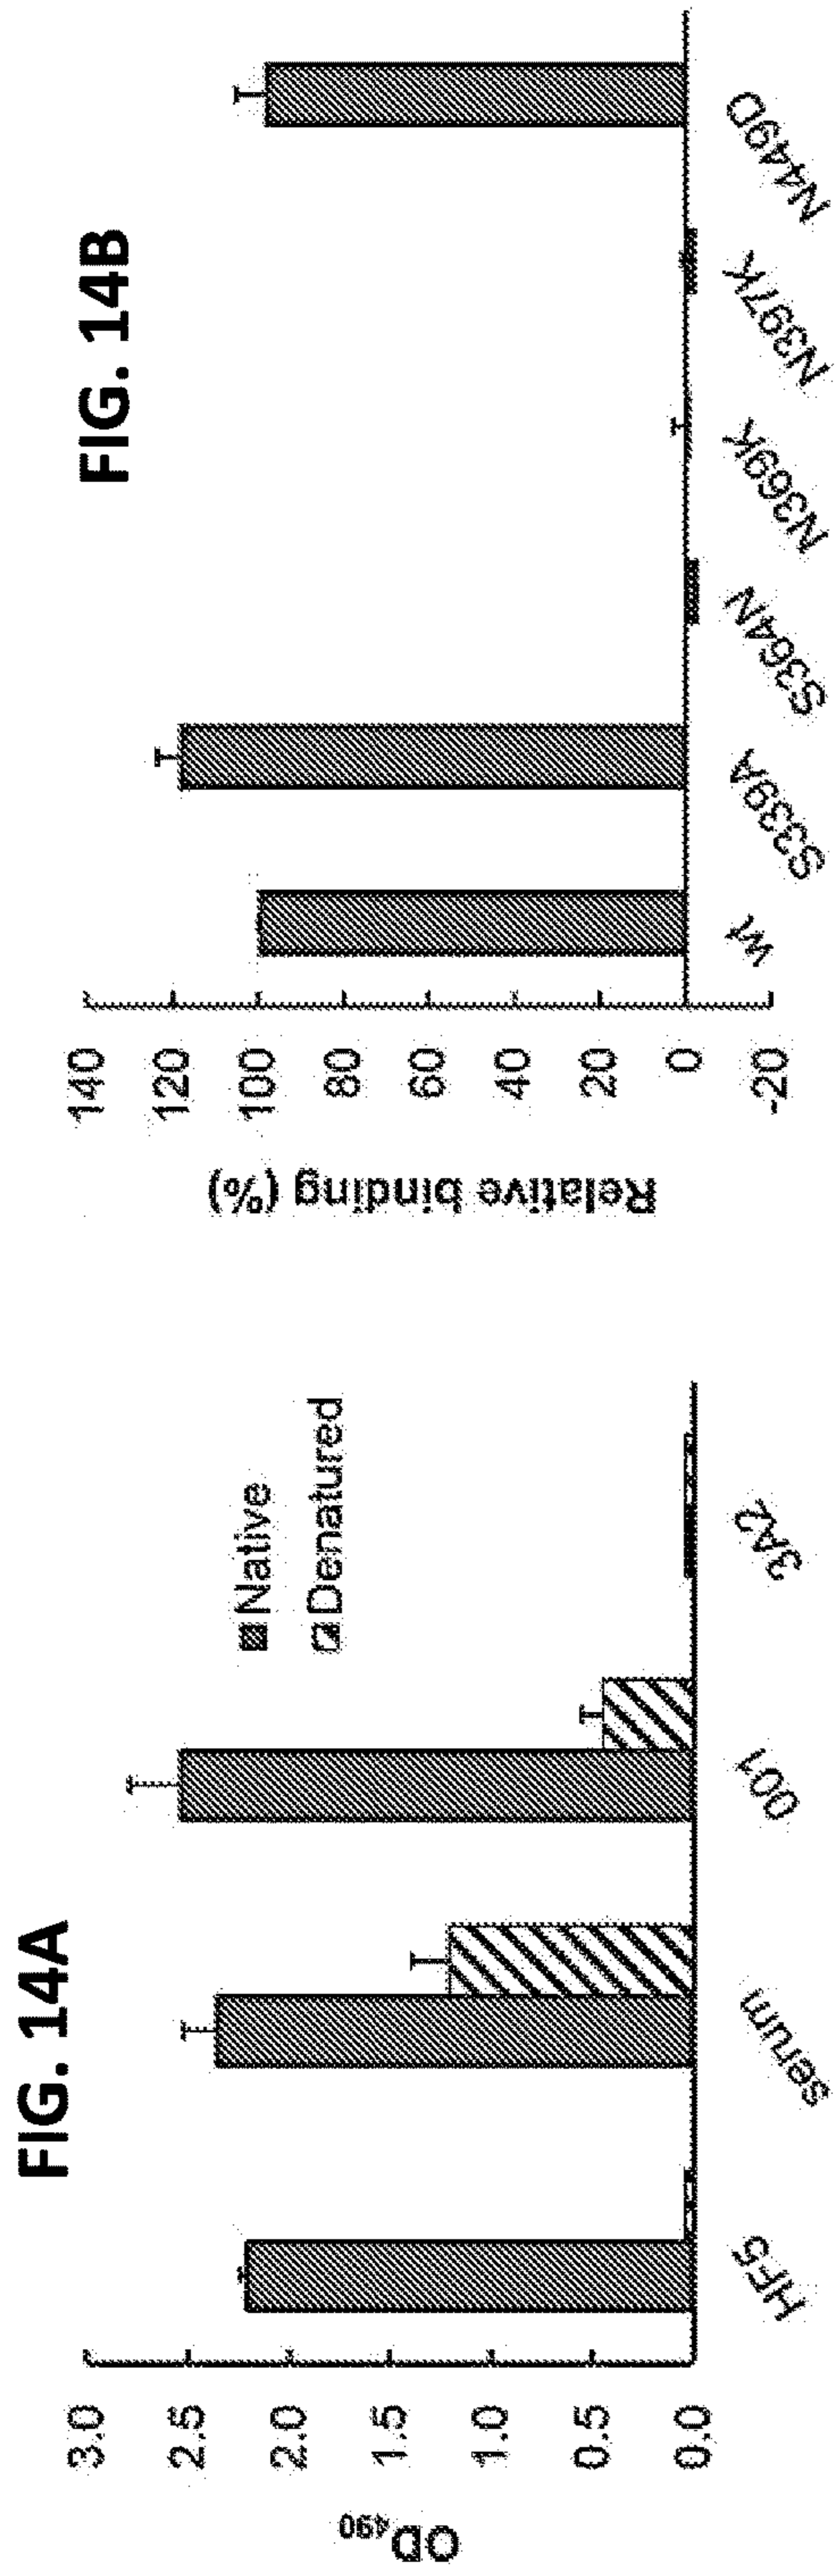 FIG. 14A
OD490
3.0
2.5
2.0
1.5
1.0
0.5
0.0
Native
Denatured
HF5
serum
001
3A2
FIG. 14B
Relative binding (%)
140
120
100
80
60
40
20
0
-20
wt
S339A
S364N
N369K
N397K
N449D